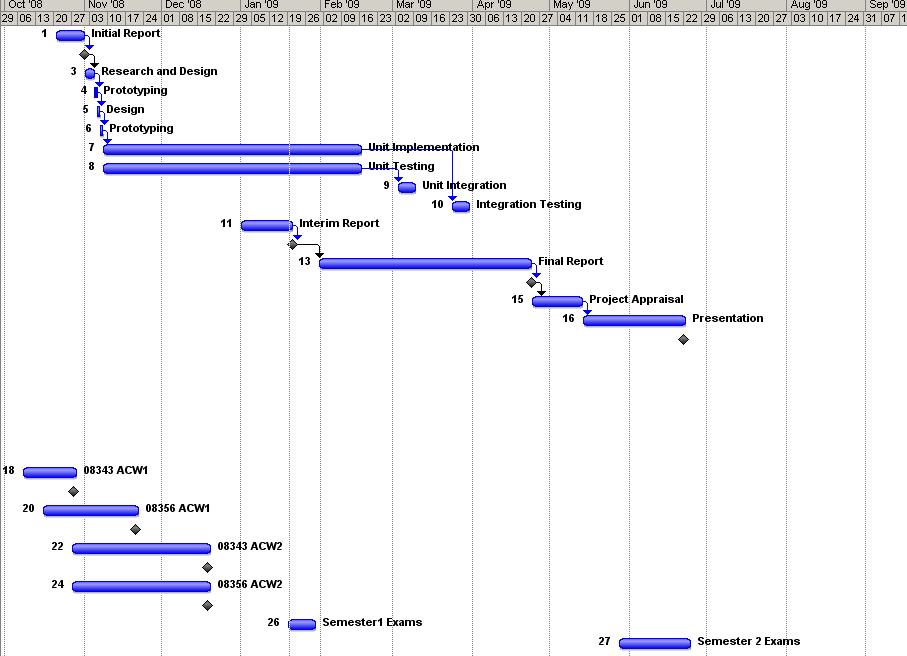 Oct '08 Nov '08 Dec '08 Jan '09 Feb '09 Mar '09 Apr '09 May '09 Jun '09 Jul '09 Aug '09 Sep '09
29 06 13 20 27 03 10 17 24 01 08 15 22 29 05 12 19 26 02 09 16 23 02 09 16 23 30 06 13 20 27 04 11 18 25 01 08 15 22 29 06 13 20 27 03 10 17 24 31 07
1 Initial Report
3 Research and Design
4 Prototyping
5 Design
6 Prototyping
7 Unit Implementation
8 Unit Testing
9 Unit Integration
10 Integration Testing
11 Interim Report
13 Final Report
15 Project Appraisal
16 Presentation
18 08343 ACW1
20 08356 ACW1
22 08343 ACW2
24 08356 ACW2
26 Semester1 Exams
27 Semester 2 Exams